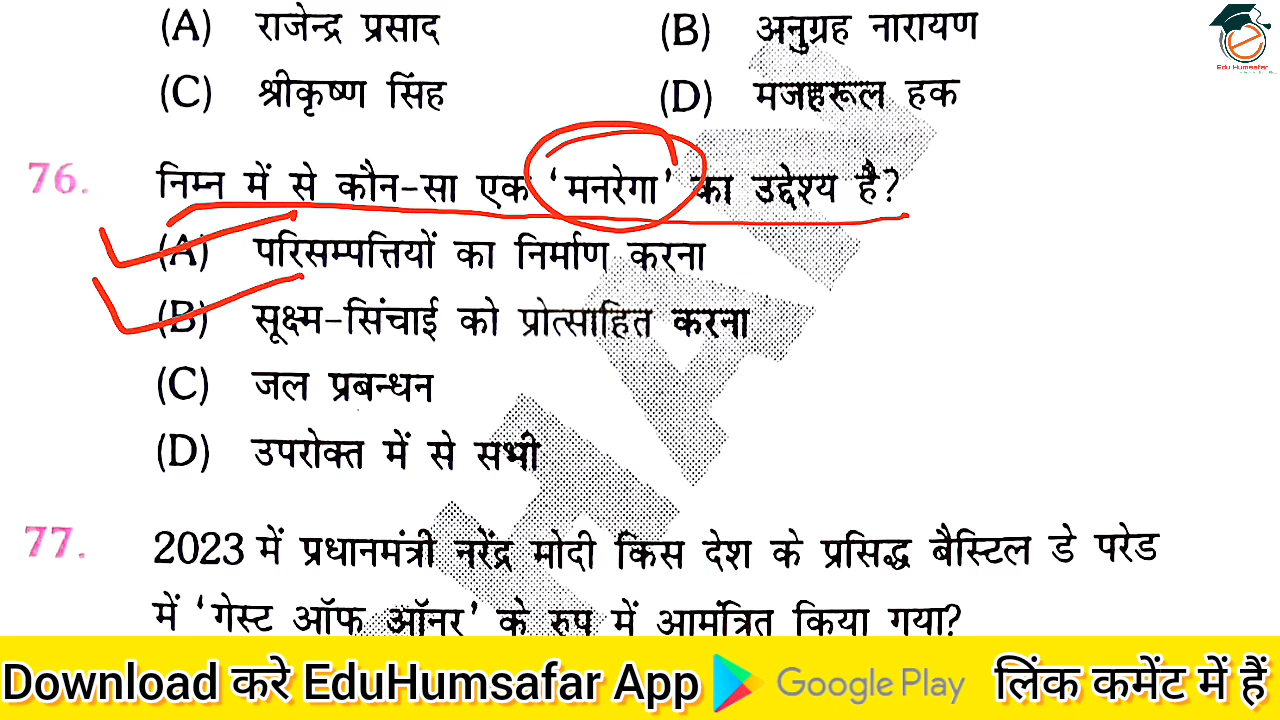 (A) राजेन्द्र प्रसाद (B) अनुग्रह नारायण
Edu Humsafar
(C) श्रीकृष्ण सिंह (D) मजहरूल हक
76. निम्न में से कौन-सा एक ‘मनरेगा’ का उद्देश्य है?
(A) परिसम्पत्तियों का निर्माण करना
(B) सूक्ष्म-सिंचाई को प्रोत्साहित करना
(C) जल प्रबन्धन
(D) उपरोक्त में से सभी
77. 2023 में प्रधानमंत्री नरेंद्र मोदी किस देश के प्रसिद्ध बैस्टिल डे परेड
में ‘गेस्ट ऑफ ऑनर’ के रुप में आमंत्रित किया गया?
Download करे EduHumsafar App Google Play लिंक कमेंट में हैं